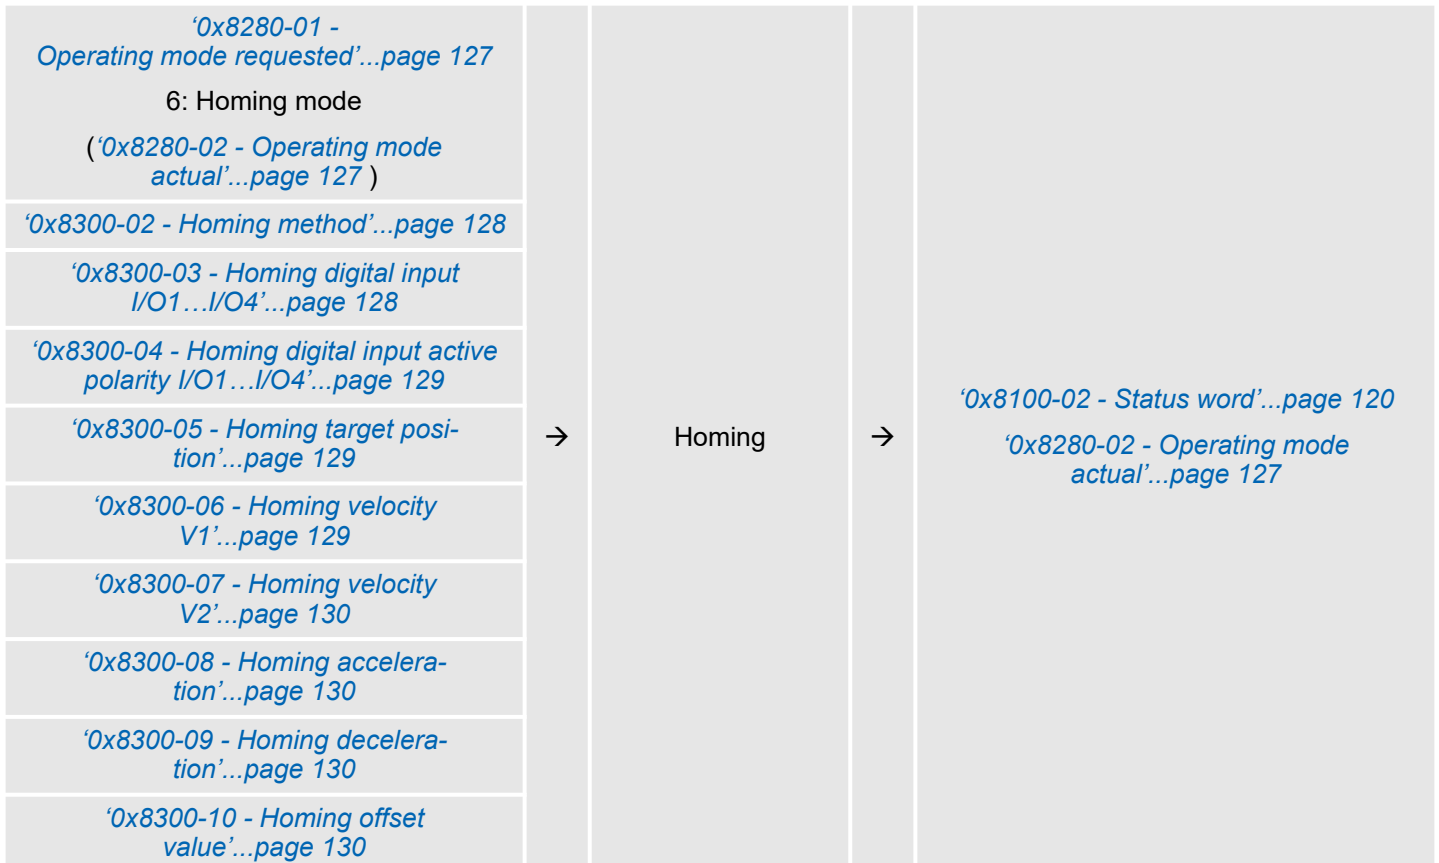 ‘0x8280-01 -
Operating mode requested’...page 127
6: Homing mode
(‘0x8280-02 - Operating mode
actual’...page 127 )
‘0x8300-02 - Homing method’...page 128
‘0x8300-03 - Homing digital input
I/O1…I/O4’...page 128
‘0x8300-04 - Homing digital input active
polarity I/O1…I/O4’...page 129
‘0x8300-05 - Homing target posi-
tion’...page 129
‘0x8300-06 - Homing velocity
V1’...page 129
‘0x8300-07 - Homing velocity
V2’...page 130
‘0x8300-08 - Homing accelera-
tion’...page 130
‘0x8300-09 - Homing decelera-
tion’...page 130
‘0x8300-10 - Homing offset
value’...page 130
→
Homing
→
‘0x8100-02 - Status word’...page 120
‘0x8280-02 - Operating mode
actual’...page 127